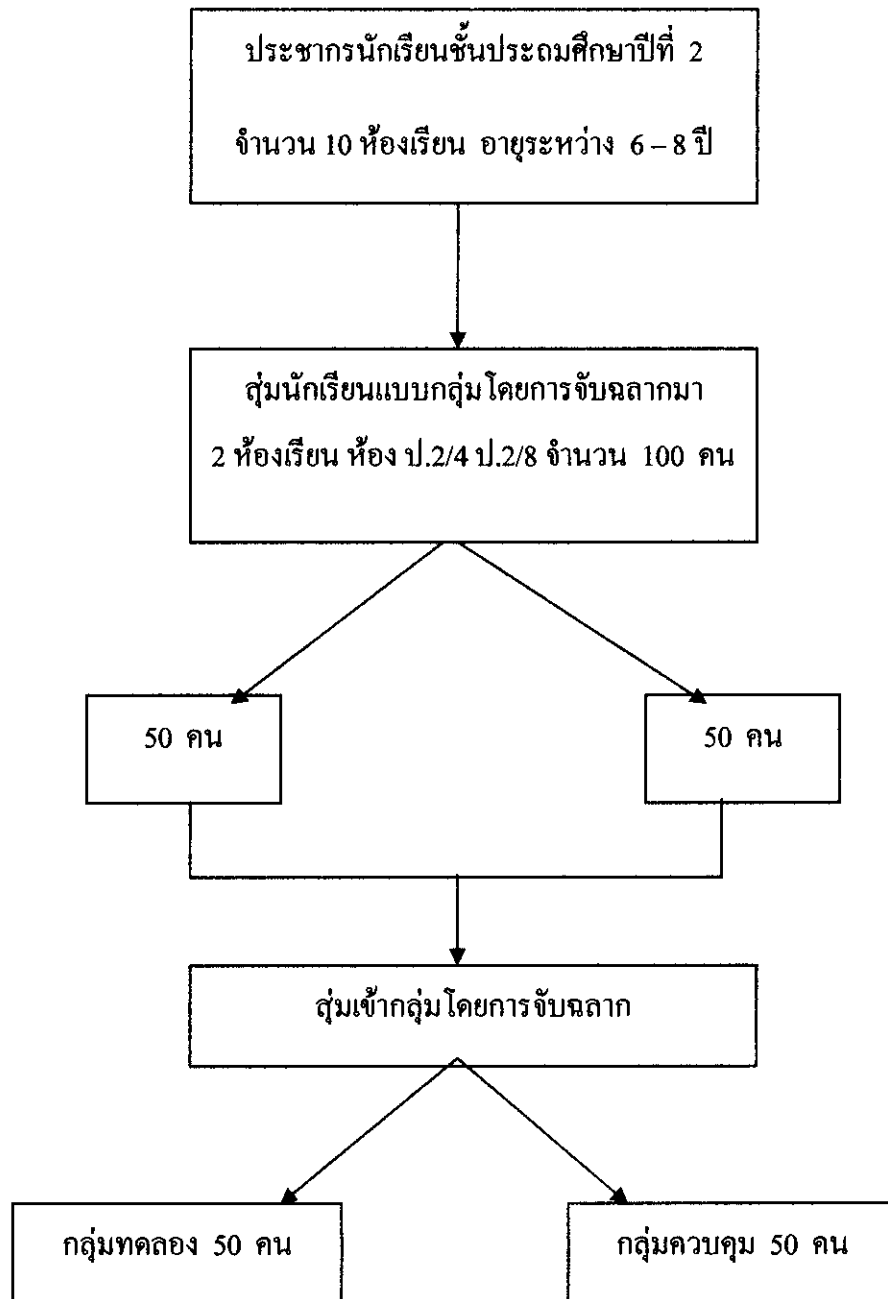 ประชากรนักเรียนชั้นประถมศึกษาปีที่ 2
จำนวน 10 ห้องเรียน อายุระหว่าง 6 – 8 ปี
สุ่มนักเรียนแบบกลุ่มโดยการจับฉลากมา
2 ห้องเรียน ห้อง ป.2/4 ป.2/8 จำนวน 100 คน
50 คน
50 คน
สุ่มเข้ากลุ่มโดยการจับฉลาก
กลุ่มทดลอง 50 คน
กลุ่มควบคุม 50 คน